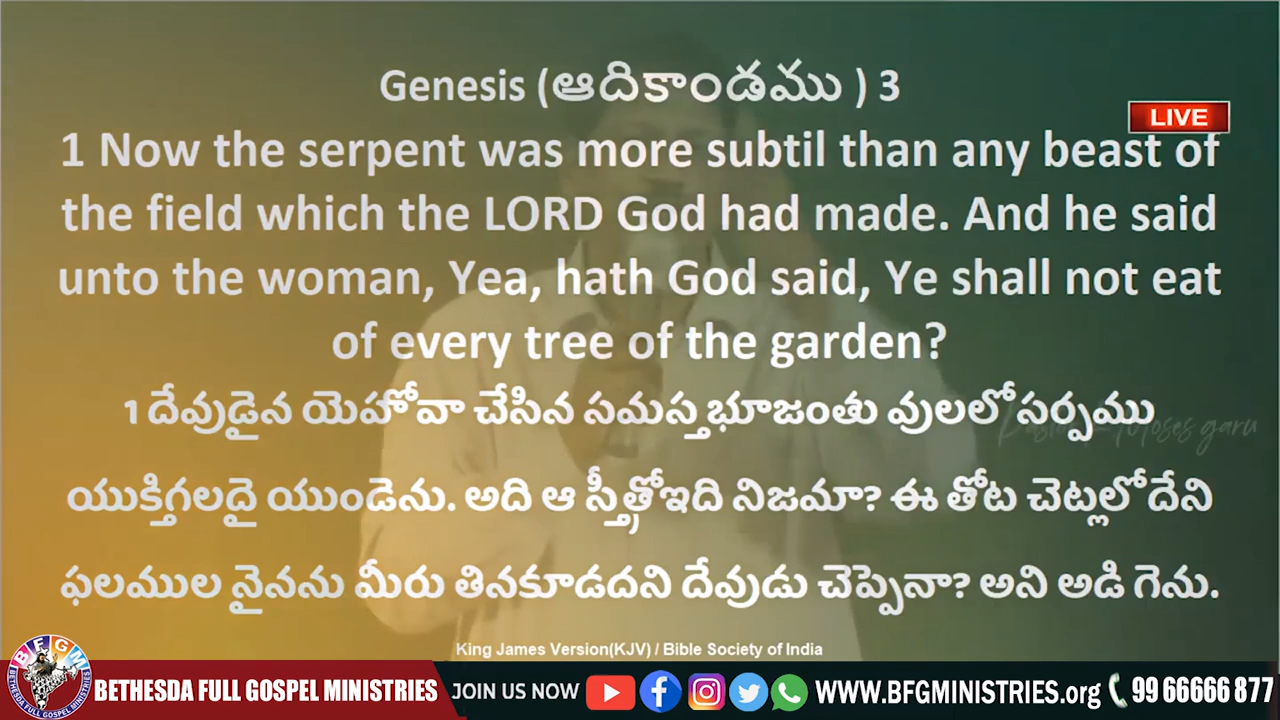 Genesis (ఆదికాండము ) 3
LIVE
1 Now the serpent was more subtil than any beast of
the field which the LORD God had made. And he said
unto the woman, Yea, hath God said, Ye shall not eat
of every tree of the garden?
1 దేవుడైన యెహోవా చేసిన సమస్త భూజంతు వులలో సర్పము
యుక్తిగలదై యుండెను. అది ఆ స్త్రీతో ఇది నిజమా? ఈ తోట చెట్లలో దేని
ఫలముల నైనను మీరు తినకూడదని దేవుడు చెప్పెనా? అని అడి గెను.
King James Version(KJV) / Bible Society of India
BFGM
BETHESDA FULL GOSPEL MINISTRIES
BETHESDA FULL GOSPEL MINISTRIES JOIN US NOW WWW.BFGMINISTRIES.org 99 66666 877